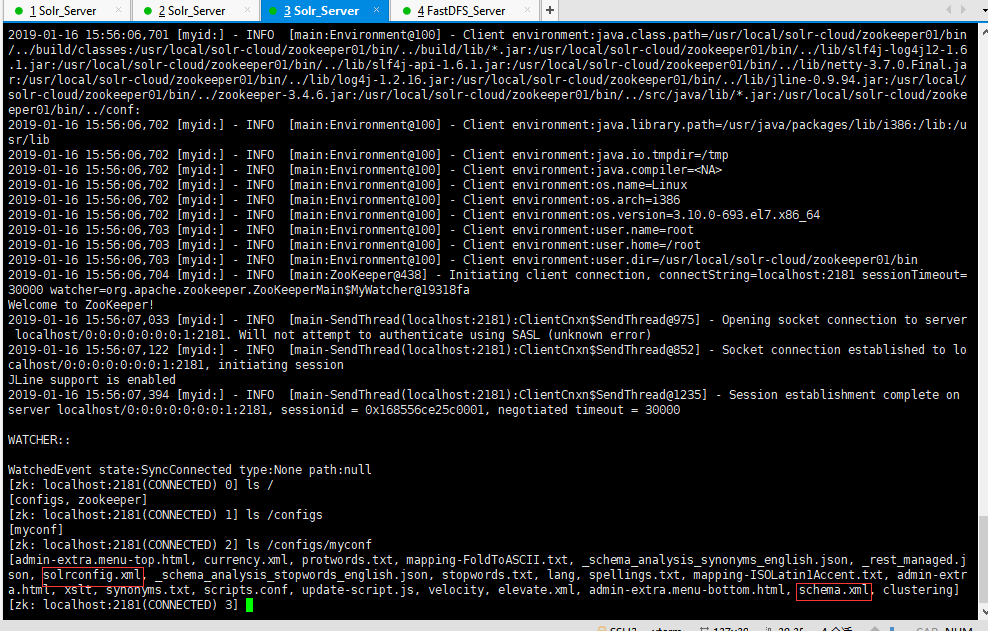 1 Solr_Server × 2 Solr_Server × 3 Solr_Server × 4 FastDFS_Server × +
2019-01-16 15:56:06,701 [myid:] - INFO  [main:Environment@100] - Client environment:java.class.path=/usr/local/solr-cloud/zookeeper01/bin
/../build/classes:/usr/local/solr-cloud/zookeeper01/bin/../build/lib/*.jar:/usr/local/solr-cloud/zookeeper01/bin/../lib/slf4j-log4j12-1.6
.1.jar:/usr/local/solr-cloud/zookeeper01/bin/../lib/slf4j-api-1.6.1.jar:/usr/local/solr-cloud/zookeeper01/bin/../lib/netty-3.7.0.Final.ja
r:/usr/local/solr-cloud/zookeeper01/bin/../lib/log4j-1.2.16.jar:/usr/local/solr-cloud/zookeeper01/bin/../lib/jline-0.9.94.jar:/usr/local/
solr-cloud/zookeeper01/bin/../zookeeper-3.4.6.jar:/usr/local/solr-cloud/zookeeper01/bin/../src/java/lib/*.jar:/usr/local/solr-cloud/zooke
eper01/bin/../conf:
2019-01-16 15:56:06,702 [myid:] - INFO  [main:Environment@100] - Client environment:java.library.path=/usr/java/packages/lib/i386:/lib:/u
sr/lib
2019-01-16 15:56:06,702 [myid:] - INFO  [main:Environment@100] - Client environment:java.io.tmpdir=/tmp
2019-01-16 15:56:06,702 [myid:] - INFO  [main:Environment@100] - Client environment:java.compiler=<NA>
2019-01-16 15:56:06,702 [myid:] - INFO  [main:Environment@100] - Client environment:os.name=Linux
2019-01-16 15:56:06,702 [myid:] - INFO  [main:Environment@100] - Client environment:os.arch=i386
2019-01-16 15:56:06,702 [myid:] - INFO  [main:Environment@100] - Client environment:os.version=3.10.0-693.el7.x86_64
2019-01-16 15:56:06,703 [myid:] - INFO  [main:Environment@100] - Client environment:user.name=root
2019-01-16 15:56:06,703 [myid:] - INFO  [main:Environment@100] - Client environment:user.home=/root
2019-01-16 15:56:06,703 [myid:] - INFO  [main:Environment@100] - Client environment:user.dir=/usr/local/solr-cloud/zookeeper01/bin
2019-01-16 15:56:06,704 [myid:] - INFO  [main:ZooKeeper@438] - Initiating client connection, connectString=localhost:2181 sessionTimeout=
30000 watcher=org.apache.zookeeper.ZooKeeperMain$MyWatcher@19318fa
Welcome to ZooKeeper!
2019-01-16 15:56:07,033 [myid:] - INFO  [main-SendThread(localhost:2181):ClientCnxn$SendThread@975] - Opening socket connection to server
 localhost/0:0:0:0:0:0:0:1:2181. Will not attempt to authenticate using SASL (unknown error)
2019-01-16 15:56:07,122 [myid:] - INFO  [main-SendThread(localhost:2181):ClientCnxn$SendThread@852] - Socket connection established to lo
calhost/0:0:0:0:0:0:0:1:2181, initiating session
JLine support is enabled
2019-01-16 15:56:07,394 [myid:] - INFO  [main-SendThread(localhost:2181):ClientCnxn$SendThread@1235] - Session establishment complete on
server localhost/0:0:0:0:0:0:0:1:2181, sessionid = 0x168556ce25c0001, negotiated timeout = 30000
WATCHER::
WatchedEvent state:SyncConnected type:None path:null
[zk: localhost:2181(CONNECTED) 0] ls /
[configs, zookeeper]
[zk: localhost:2181(CONNECTED) 1] ls /configs
[myconf]
[zk: localhost:2181(CONNECTED) 2] ls /configs/myconf
[admin-extra.menu-top.html, currency.xml, protwords.txt, mapping-FoldToASCII.txt, _schema_analysis_synonyms_english.json, _rest_managed.j
son, solrconfig.xml, _schema_analysis_stopwords_english.json, stopwords.txt, lang, spellings.txt, mapping-ISOLatin1Accent.txt, admin-extr
a.html, xslt, synonyms.txt, scripts.conf, update-script.js, velocity, elevate.xml, admin-extra.menu-bottom.html, schema.xml, clustering]
[zk: localhost:2181(CONNECTED) 3]